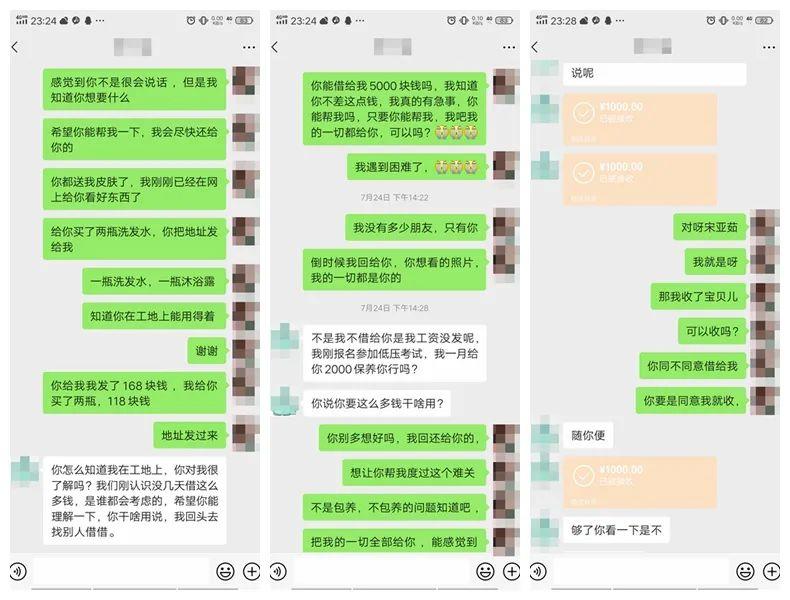 23:24
感觉到你不是很会说话，但是我
知道你想要什么
希望你能帮我一下，我会尽快还给
你的
你都送我皮肤了，我刚刚已经在网
上给你看好东西了
给你买了两瓶洗发水，你把地址发
给我
一瓶洗发水，一瓶沐浴露
知道你在工地上能用得着
谢谢
你给我我发了168块钱，我给你
买了两瓶，118块钱
地址发过来
你怎么知道我在工地上，你对我很
了解吗？我们刚认识没几天借这么
多钱，是谁都会考虑的，希望你能
理解一下，你干啥用说，我回头去
找别人借借。
23:24
你能借给我5000块钱吗，我知道
你不差这点钱，我真的有急事，你
能帮我吗，只要你能帮我，我吧我
的一切都给你，可以吗？😭😭😭
我遇到困难了，😭😭😭
7月24日 下午14:22
我没有多少朋友，只有你
倒时候我回给你，你想看的照片，
我的一切都是你的
7月24日 下午14:28
不是我不借给你是我工资没发呢，
我刚报名参加低压考试，我一月给
你2000保养你行吗？
你说你要这么多钱干啥用？
你别多想好吗，我回还给你的，
想让你帮我度过这个难关
不是包养，不包养的问题知道吧，
把我的一切全部给你，能感觉到
23:28
说呢
¥1000.00
已被接收
¥1000.00
已被接收
对呀宋亚茹
我就是呀
那我收了宝贝儿
可以收吗？
你同不同意借给我
你要是同意我就收，
随你便
¥1000.00
已被接收
够了你看一下是不